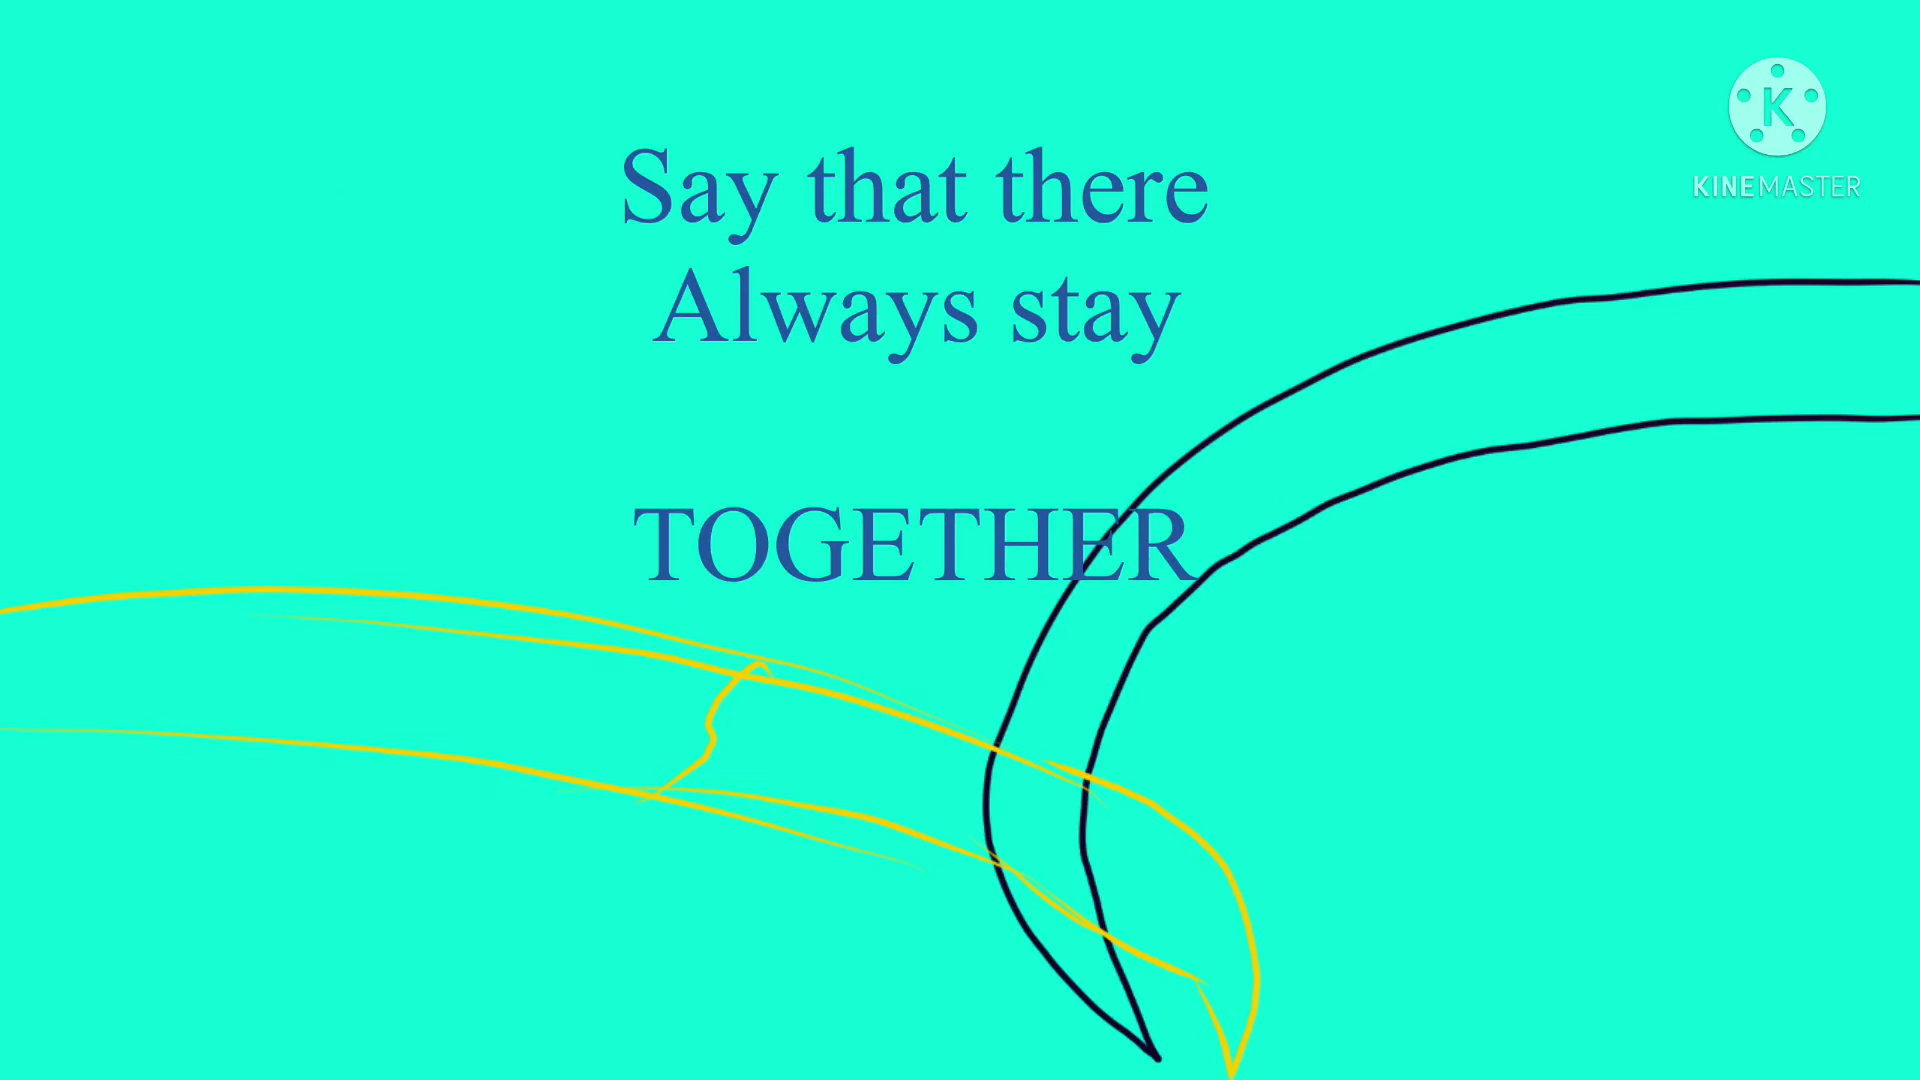 Say that there
Always stay
TOGETHER
K
KINEMASTER